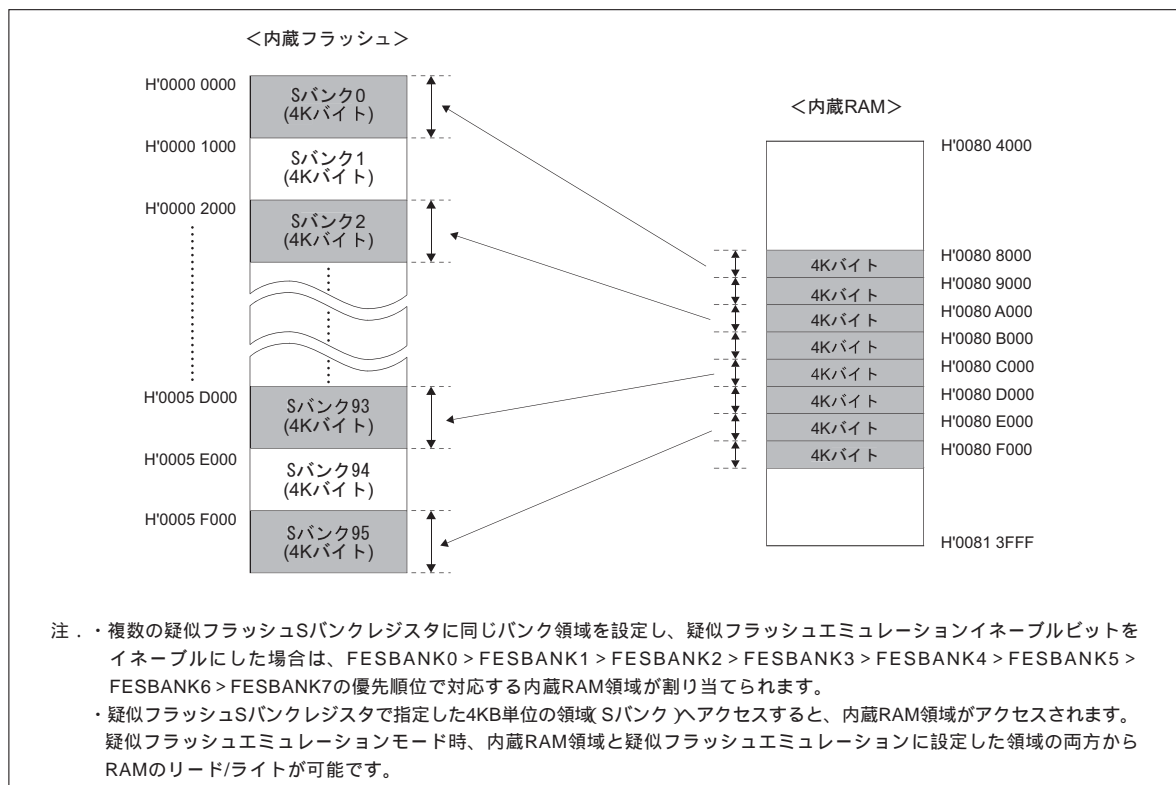 <内蔵フラッシュ>
H'0000 0000
Sバンク0
(4Kバイト)
H'0000 1000
Sバンク1
(4Kバイト)
H'0000 2000
Sバンク2
(4Kバイト)
H'0005 D000
Sバンク93
(4Kバイト)
H'0005 E000
Sバンク94
(4Kバイト)
H'0005 F000
Sバンク95
(4Kバイト)
<内蔵RAM>
H'0080 4000
4Kバイト
H'0080 8000
4Kバイト
H'0080 9000
4Kバイト
H'0080 A000
4Kバイト
H'0080 B000
4Kバイト
H'0080 C000
4Kバイト
H'0080 D000
4Kバイト
H'0080 E000
4Kバイト
H'0080 F000
H'0081 3FFF
注．・複数の疑似フラッシュSバンクレジスタに同じバンク領域を設定し、疑似フラッシュエミュレーションイネーブルビットを
イネーブルにした場合は、FESBANK0 > FESBANK1 > FESBANK2 > FESBANK3 > FESBANK4 > FESBANK5 >
FESBANK6 > FESBANK7の優先順位で対応する内蔵RAM領域が割り当てられます。
・疑似フラッシュSバンクレジスタで指定した4KB単位の領域(Sバンク)へアクセスすると、内蔵RAM領域がアクセスされます。
疑似フラッシュエミュレーションモード時、内蔵RAM領域と疑似フラッシュエミュレーションに設定した領域の両方から
RAMのリード/ライトが可能です。